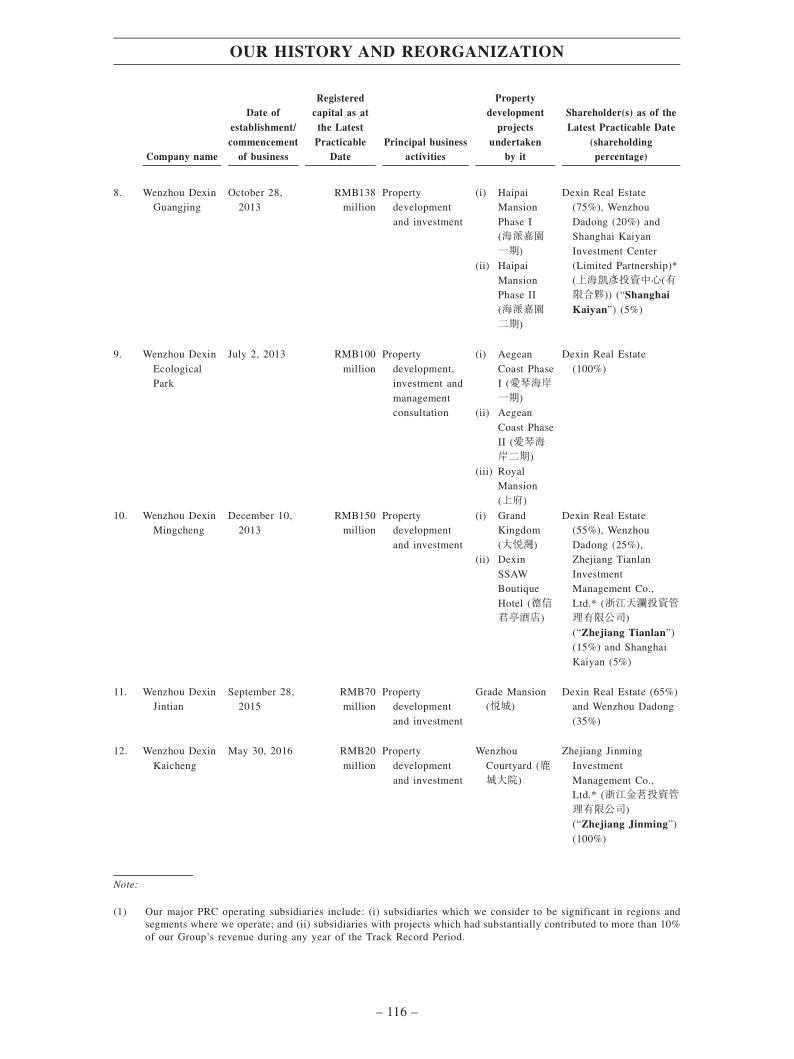 OUR HISTORY AND REORGANIZATION
Company name
Date of
establishment/
commencement
of business
Registered
capital as at
the Latest
Practicable
Date
Principal business
activities
Property
development
projects
undertaken
by it
Shareholder(s) as of the
Latest Practicable Date
(shareholding
percentage)
8.
Wenzhou Dexin
Guangjing
October 28,
2013
RMB138
million
Property
development
and investment
(i) Haipai
Mansion
Phase I
(海派嘉園
一期)
(ii) Haipai
Mansion
Phase II
(海派嘉園
二期)
Dexin Real Estate
(75%), Wenzhou
Dadong (20%) and
Shanghai Kaiyan
Investment Center
(Limited Partnership)*
(上海凱彥投資中心(有
限合夥)) (“Shanghai
Kaiyan”) (5%)
9.
Wenzhou Dexin
Ecological
Park
July 2, 2013
RMB100
million
Property
development,
investment and
management
consultation
(i) Aegean
Coast Phase
I (愛琴海岸
一期)
(ii) Aegean
Coast Phase
II (愛琴海
岸二期)
(iii) Royal
Mansion
(上府)
Dexin Real Estate
(100%)
10.
Wenzhou Dexin
Mingcheng
December 10,
2013
RMB150
million
Property
development
and investment
(i) Grand
Kingdom
(大悦灣)
(ii) Dexin
SSAW
Boutique
Hotel (德信
君亭酒店)
Dexin Real Estate
(55%), Wenzhou
Dadong (25%),
Zhejiang Tianlan
Investment
Management Co.,
Ltd.* (浙江天瀾投資管
理有限公司)
(“Zhejiang Tianlan”)
(15%) and Shanghai
Kaiyan (5%)
11.
Wenzhou Dexin
Jintian
September 28,
2015
RMB70
million
Property
development
and investment
Grade Mansion
(悦城)
Dexin Real Estate (65%)
and Wenzhou Dadong
(35%)
12.
Wenzhou Dexin
Kaicheng
May 30, 2016
RMB20
million
Property
development
and investment
Wenzhou
Courtyard (鹿
城大院)
Zhejiang Jinming
Investment
Management Co.,
Ltd.* (浙江金茗投資管
理有限公司)
(“Zhejiang Jinming”)
(100%)
Note:
(1) Our major PRC operating subsidiaries include: (i) subsidiaries which we consider to be significant in regions and
segments where we operate; and (ii) subsidiaries with projects which had substantially contributed to more than 10%
of our Group’s revenue during any year of the Track Record Period.
– 116 –